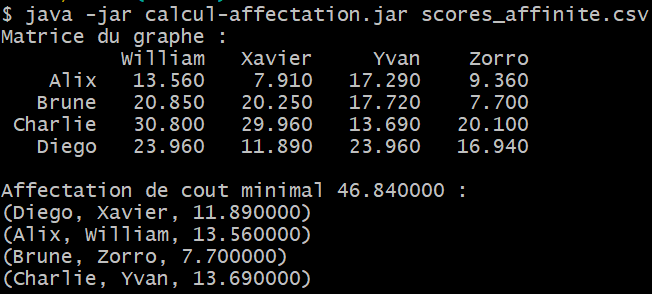 $ java -jar calcul-affectation.jar scores_affinite.csv
Matrice du graphe :
William Xavier Yvan Zorro
Alix 13.560 7.910 17.290 9.360
Brune 20.850 20.250 17.720 7.700
Charlie 30.800 29.960 13.690 20.100
Diego 23.960 11.890 23.960 16.940
Affectation de cout minimal 46.840000 :
(Diego, Xavier, 11.890000)
(Alix, William, 13.560000)
(Brune, Zorro, 7.700000)
(Charlie, Yvan, 13.690000)